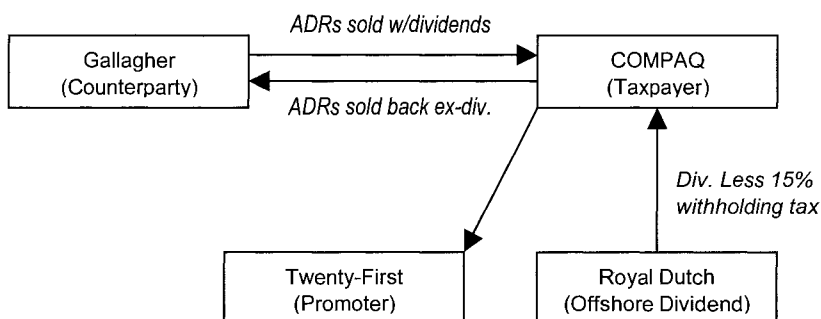 ADRs sold w/dividends
Gallagher
(Counterparty)
COMPAQ
(Taxpayer)
ADRs sold back ex-div.
Div. Less 15%
withholding tax
Twenty-First
(Promoter)
Royal Dutch
(Offshore Dividend)